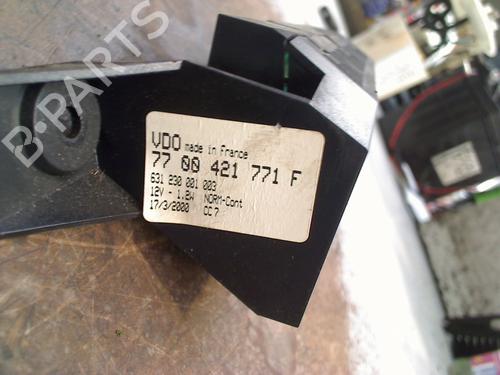 VDO made in France
77 00 421 771 F
631 230 001 003
12V - 1.2W NORM-Cont
17/3/2000 CC7
B-PARTS